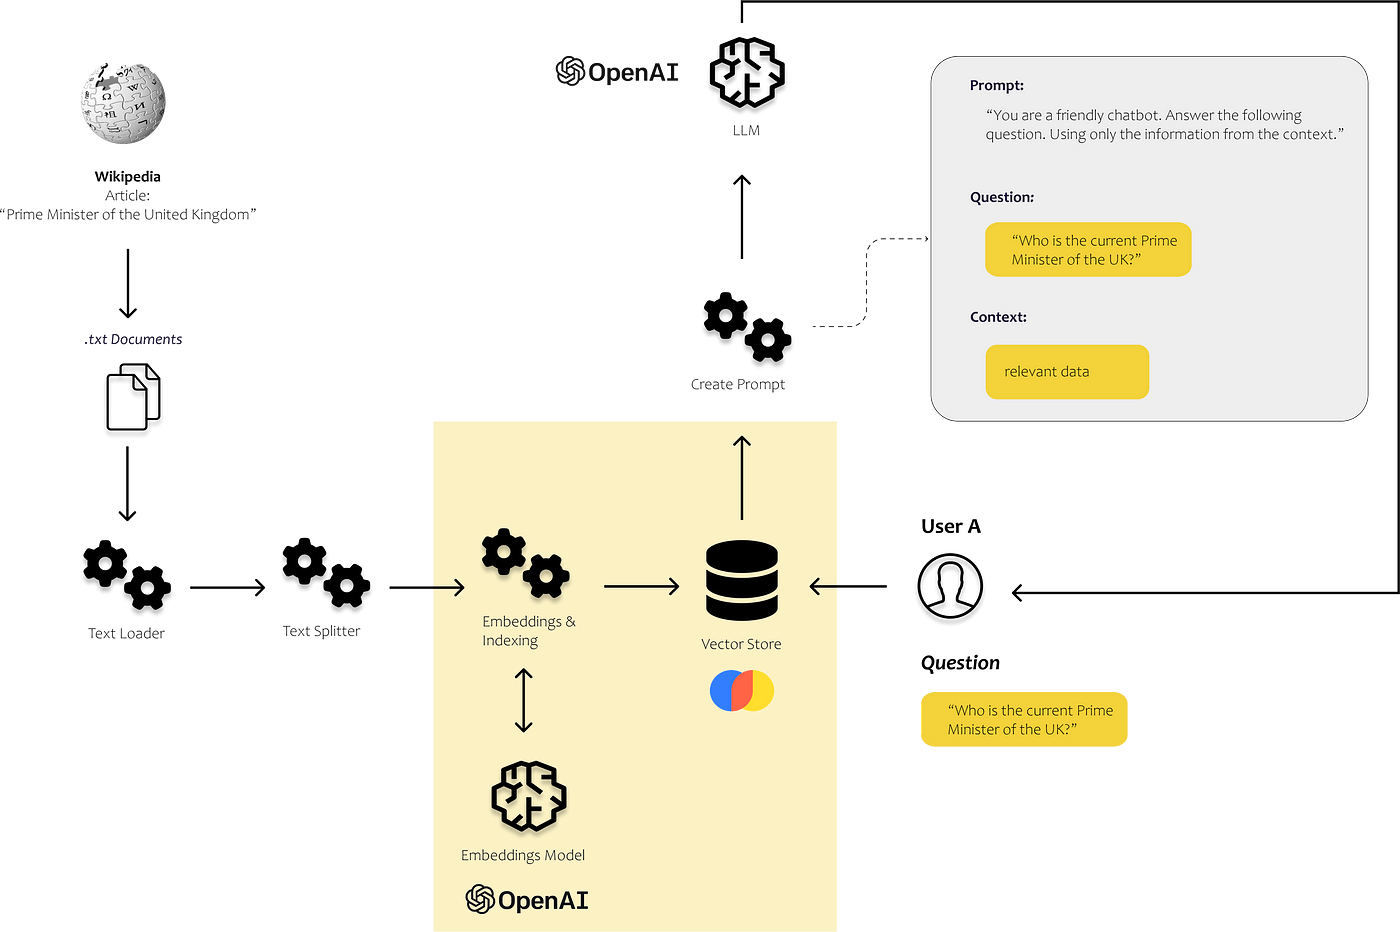 OpenAI
LLM
Wikipedia
Article:
“Prime Minister of the United Kingdom”
.txt Documents
Text Loader
Text Splitter
Embeddings &
Indexing
Embeddings Model
OpenAI
Vector Store
Create Prompt
Prompt:
“You are a friendly chatbot. Answer the following
question. Using only the information from the context.”
Question:
“Who is the current Prime
Minister of the UK?”
Context:
relevant data
User A
Question
“Who is the current Prime
Minister of the UK?”